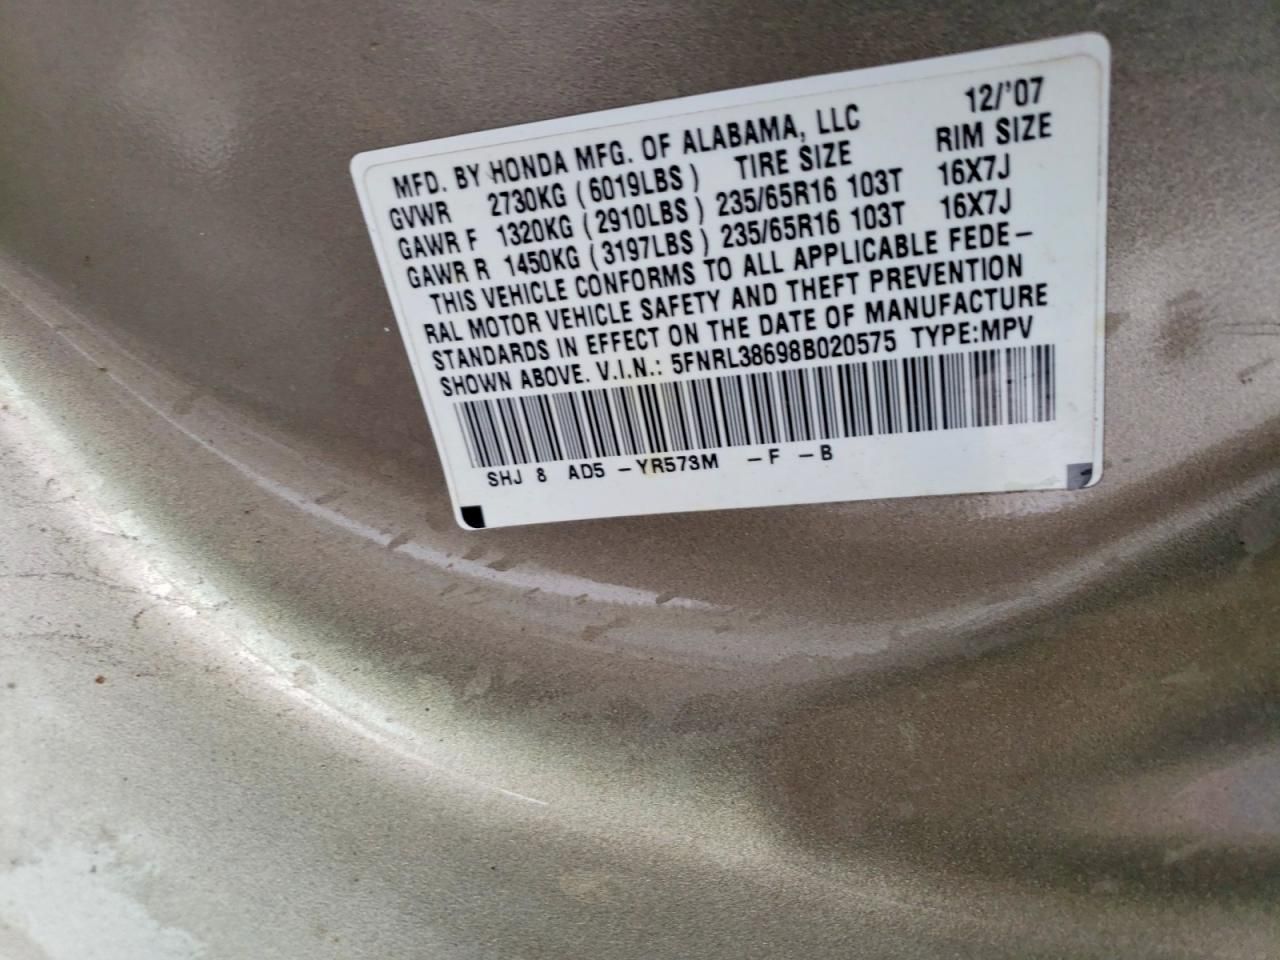 MFD. BY HONDA MFG. OF ALABAMA, LLC 12/'07
GVWR 2730KG (6019LBS) TIRE SIZE RIM SIZE
GAWR F 1320KG (2910LBS) 235/65R16 103T 16X7J
GAWR R 1450KG (3197LBS) 235/65R16 103T 16X7J
THIS VEHICLE CONFORMS TO ALL APPLICABLE FEDE-
RAL MOTOR VEHICLE SAFETY AND THEFT PREVENTION
STANDARDS IN EFFECT ON THE DATE OF MANUFACTURE
SHOWN ABOVE. V.I.N.: 5FNRL38698B020575 TYPE:MPV
SHJ 8 AD5 -YR573M -F -B